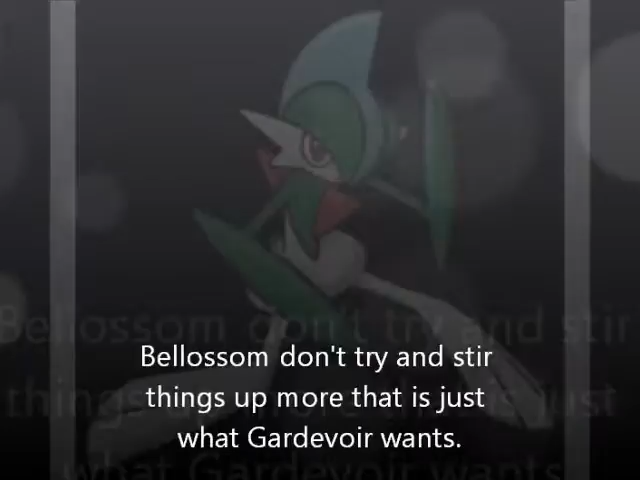 Bellossom don't try and stir
things up more that is just
what Gardevoir wants.